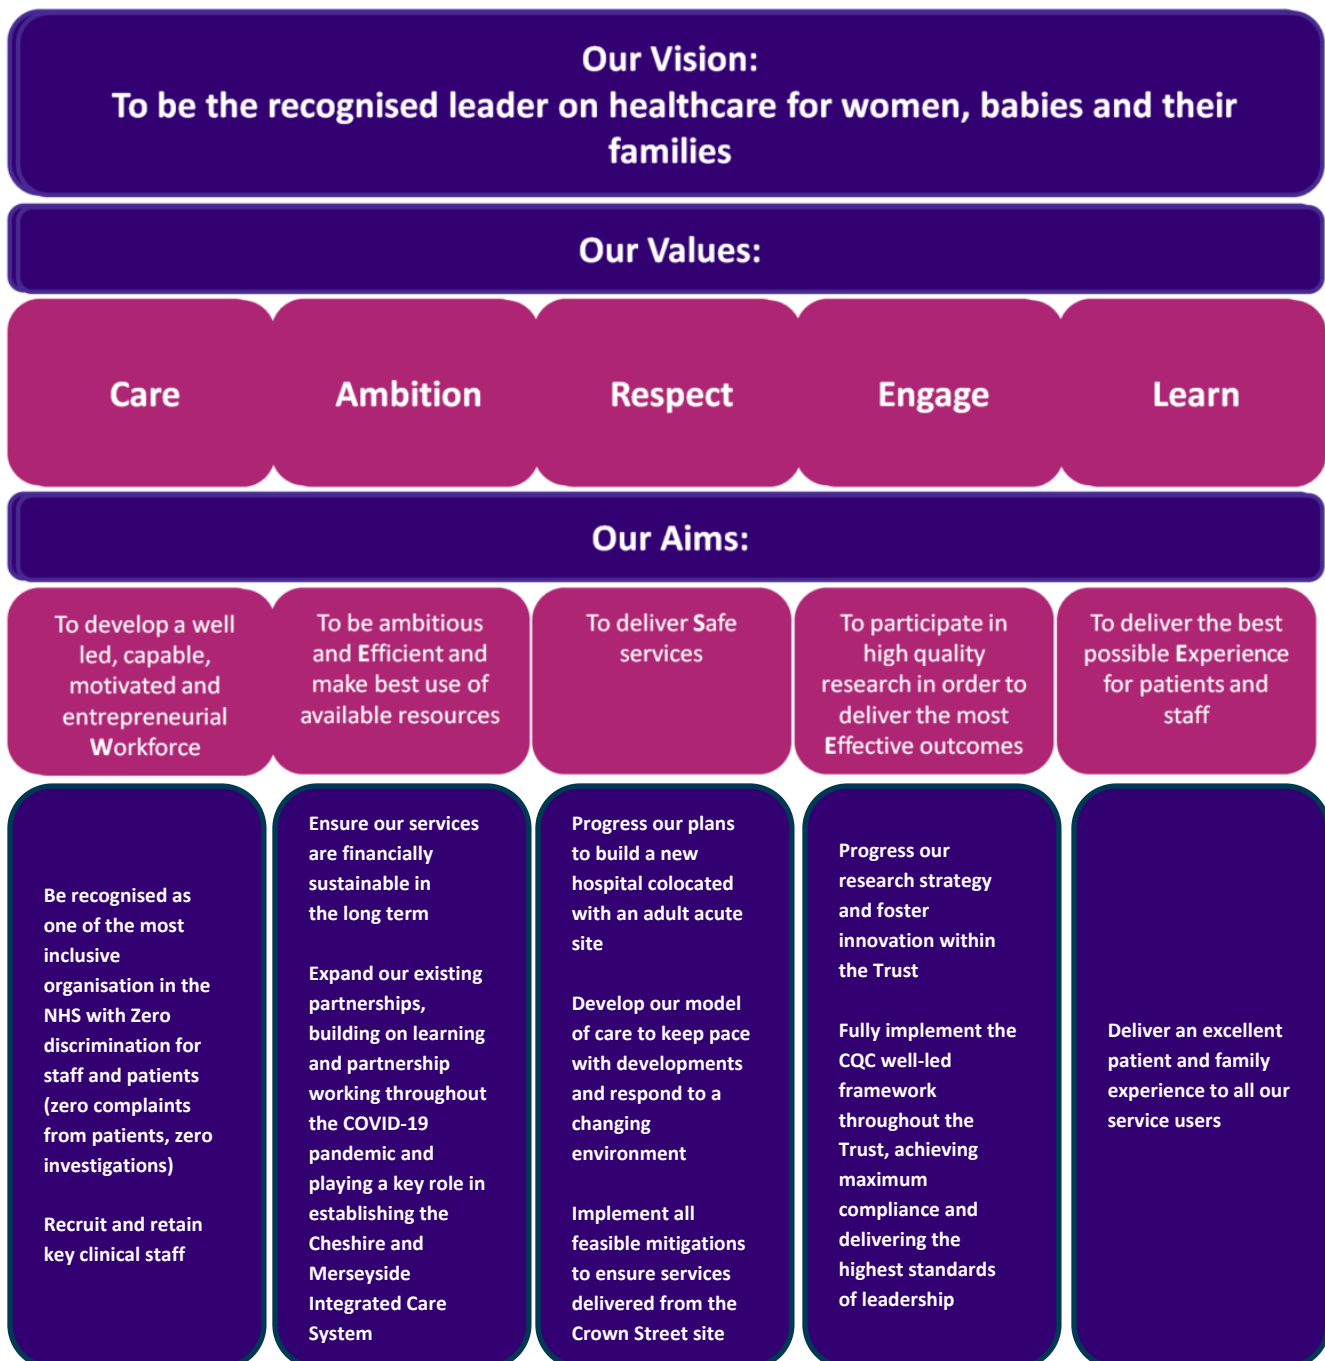 Our Vision:
To be the recognised leader on healthcare for women, babies and their
families
Our Values:
Care
Ambition
Respect
Engage
Learn
Our Aims:
To develop a well
led, capable,
motivated and
entrepreneurial
Workforce
To be ambitious
and Efficient and
make best use of
available resources
To deliver Safe
services
To participate in
high quality
research in order to
deliver the most
Effective outcomes
To deliver the best
possible Experience
for patients and
staff
Be recognised as
one of the most
inclusive
organisation in the
NHS with Zero
discrimination for
staff and patients
(zero complaints
from patients, zero
investigations)
Recruit and retain
key clinical staff
Ensure our services
are financially
sustainable in
the long term
Expand our existing
partnerships,
building on learning
and partnership
working throughout
the COVID-19
pandemic and
playing a key role in
establishing the
Cheshire and
Merseyside
Integrated Care
System
Progress our plans
to build a new
hospital colocated
with an adult acute
site
Develop our model
of care to keep pace
with developments
and respond to a
changing
environment
Implement all
feasible mitigations
to ensure services
delivered from the
Crown Street site
Progress our
research strategy
and foster
innovation within
the Trust
Fully implement the
CQC well-led
framework
throughout the
Trust, achieving
maximum
compliance and
delivering the
highest standards
of leadership
Deliver an excellent
patient and family
experience to all our
service users